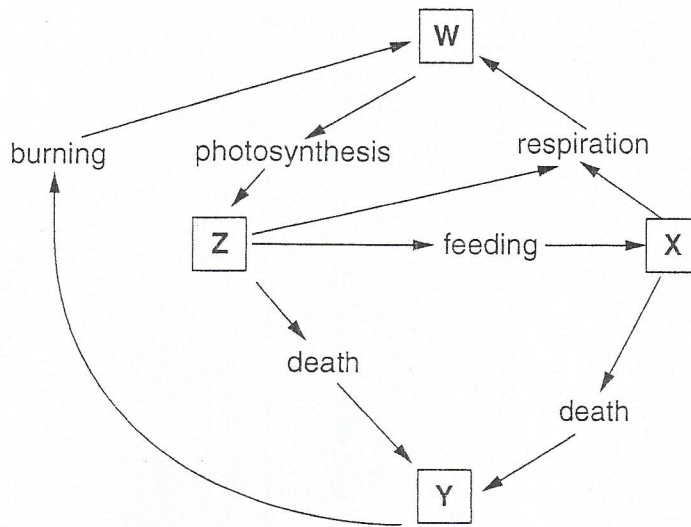 W
burning
photosynthesis
respiration
Z
feeding
X
death
death
Y